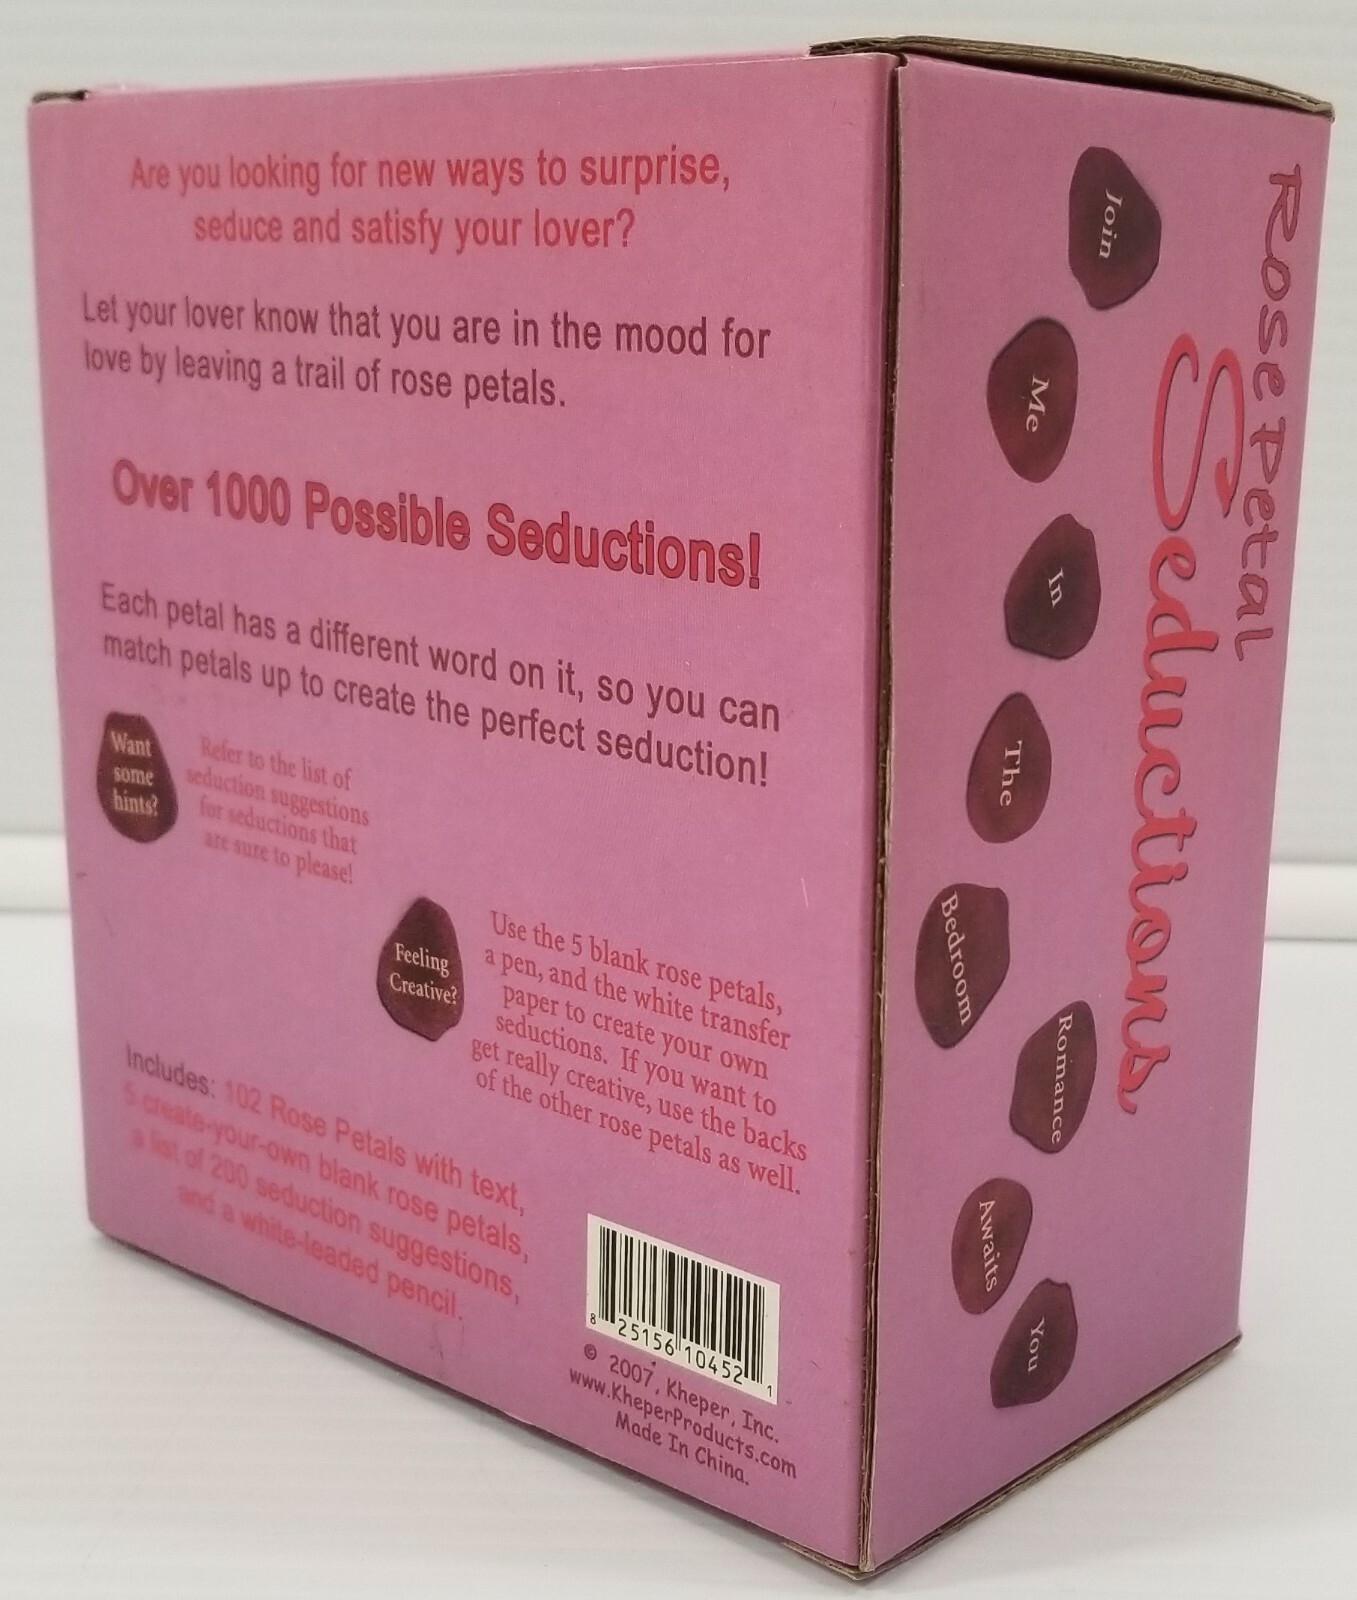 Are you looking for new ways to surprise,
seduce and satisfy your lover?
Let your lover know that you are in the mood for
love by leaving a trail of rose petals.
Over 1000 Possible Seductions!
Each petal has a different word on it, so you can
match petals up to create the perfect seduction!
Want
some
hints?
Refer to the list of
seduction suggestions
for seductions that
are sure to please!
Feeling
Creative?
Use the 5 blank rose petals,
a pen, and the white transfer
paper to create your own
seductions. If you want to
get really creative, use the backs
of the other rose petals as well.
Includes: 102 Rose Petals with text,
5 create-your-own blank rose petals,
a list of 200 seduction suggestions,
and a white-leaded pencil.
8 25156 10452 1
© 2007, Kheper, Inc.
www.KheperProducts.com
Made In China.
Rose Petal
Seductions
Join
Me
In
The
Bedroom
Romance
Awaits
You